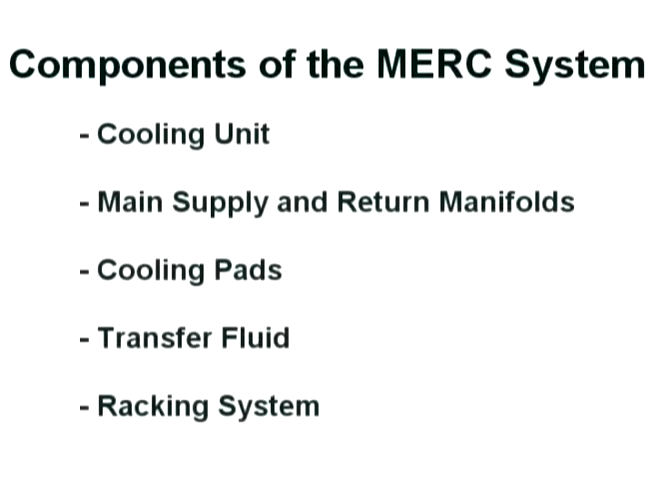 Components of the MERC System
- Cooling Unit
- Main Supply and Return Manifolds
- Cooling Pads
- Transfer Fluid
- Racking System